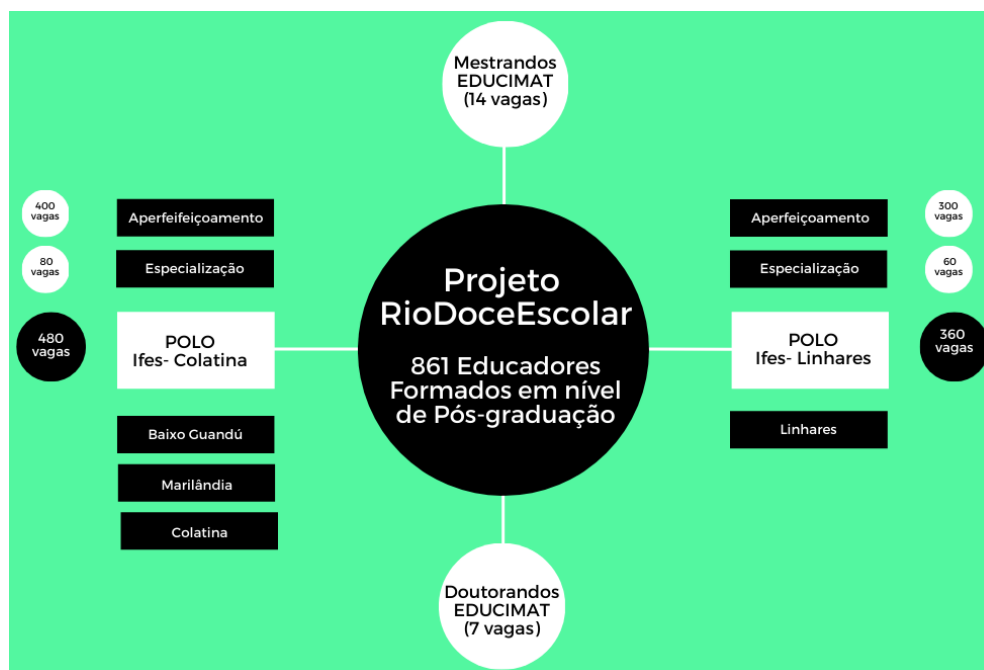 Mestrandos
EDUCIMAT
(14 vagas)
400
vagas
Aperfeifeiçoamento
80
vagas
Especialização
480
vagas
POLO
Ifes- Colatina
Baixo Guandú
Marilândia
Colatina
Projeto
RioDoceEscolar
861 Educadores
Formados em nível
de Pós-graduação
Aperfeiçoamento
300
vagas
Especialização
60
vagas
POLO
Ifes- Linhares
360
vagas
Linhares
Doutorandos
EDUCIMAT
(7 vagas)